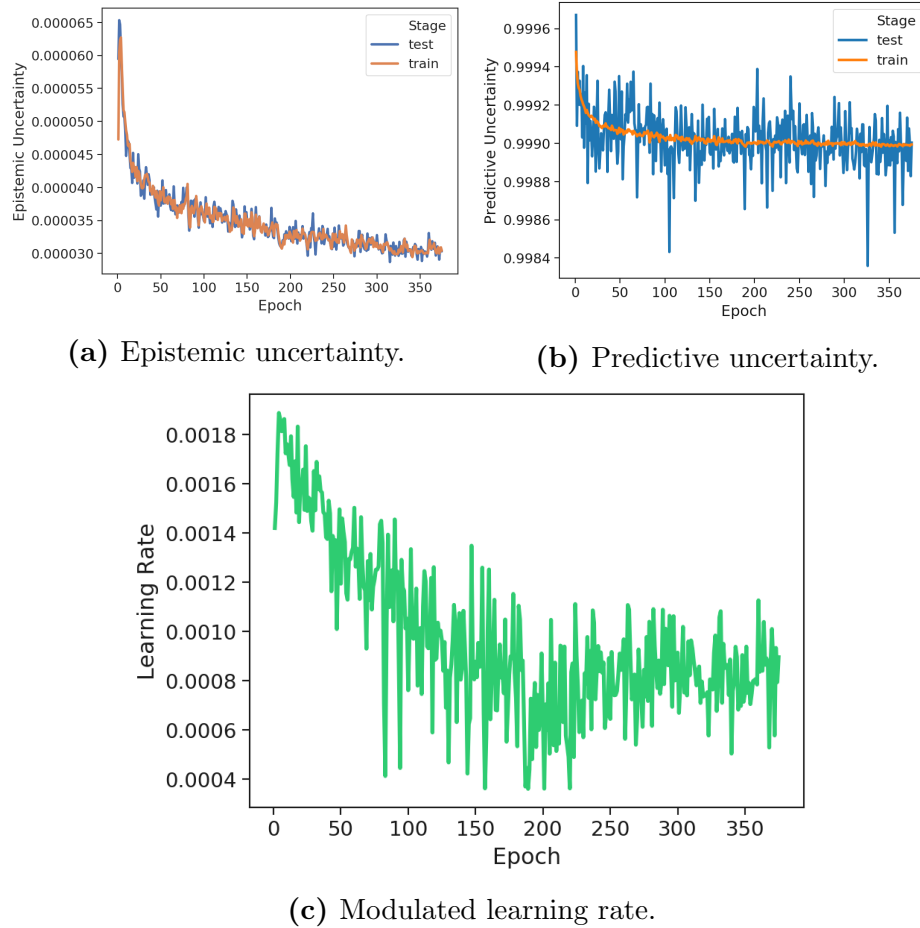 0.000065
0.000060
0.000055
0.000050
0.000045
0.000040
0.000035
0.000030
Epistemic Uncertainty
0 50 100 150 200 250 300 350
Epoch
Stage
test
train
(a) Epistemic uncertainty.
0.9996
0.9994
0.9992
0.9990
0.9988
0.9986
0.9984
Predictive Uncertainty
0 50 100 150 200 250 300 350
Epoch
Stage
test
train
(b) Predictive uncertainty.
0.0018
0.0016
0.0014
0.0012
0.0010
0.0008
0.0006
0.0004
Learning Rate
0 50 100 150 200 250 300 350
Epoch
(c) Modulated learning rate.